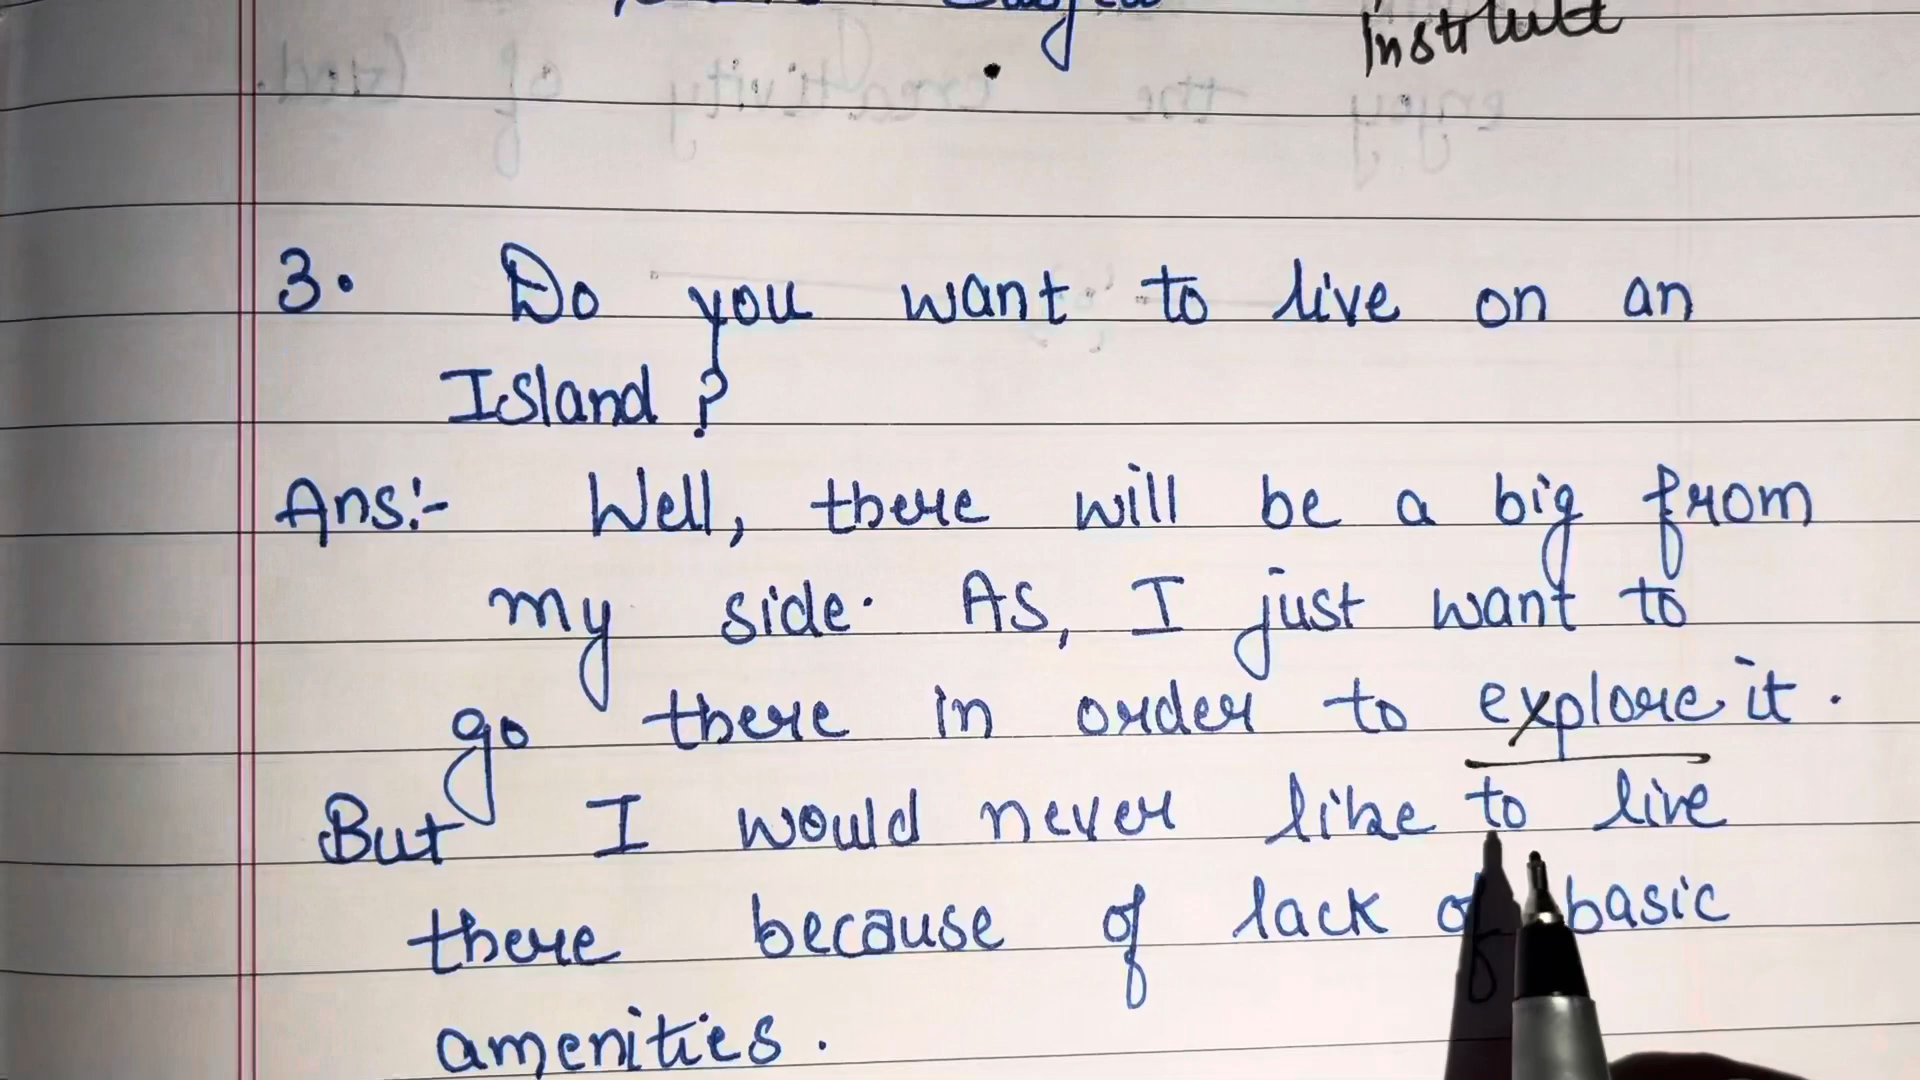 Institute
3. Do you want to live on an
Island?
Ans:- Well, there will be a big from
my side. As, I just want to
go there in order to explore it.
But I would never like to live
there because of lack of basic
amenities.